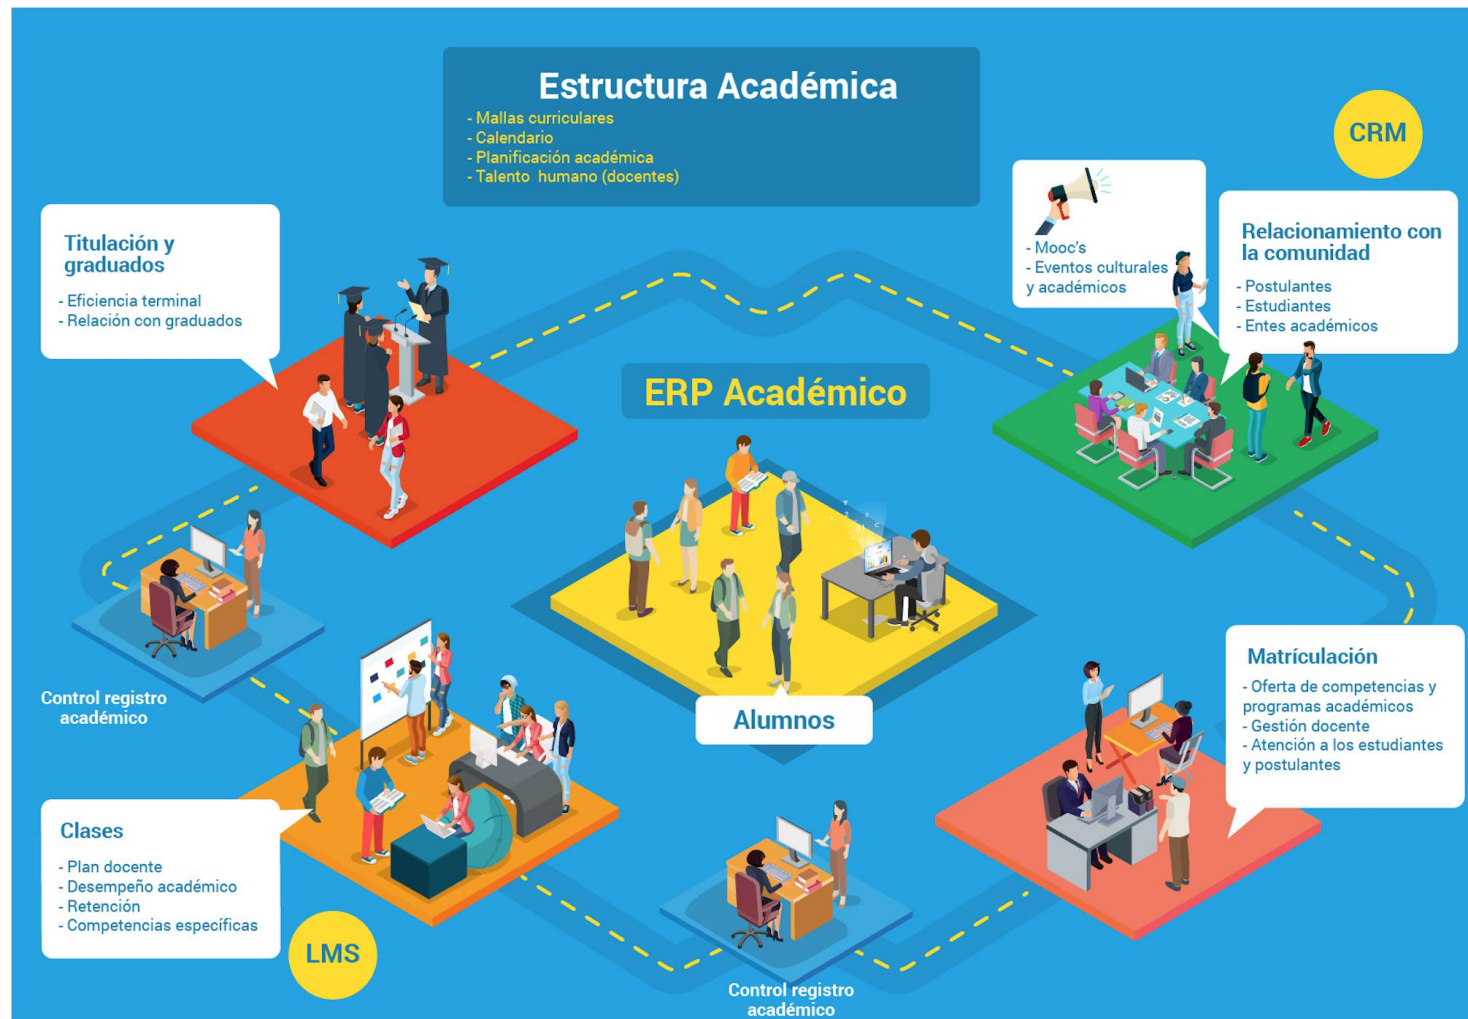 Estructura Académica
- Mallas curriculares
- Calendario
- Planificación académica
- Talento humano (docentes)
CRM
- Mooc's
- Eventos culturales
y académicos
Relacionamiento con
la comunidad
- Postulantes
- Estudiantes
- Entes académicos
Titulación y
graduados
- Eficiencia terminal
- Relación con graduados
ERP Académico
Alumnos
Matrículación
- Oferta de competencias y
programas académicos
- Gestión docente
- Atención a los estudiantes
y postulantes
Control registro
académico
Clases
- Plan docente
- Desempeño académico
- Retención
- Competencias específicas
LMS
Control registro
académico